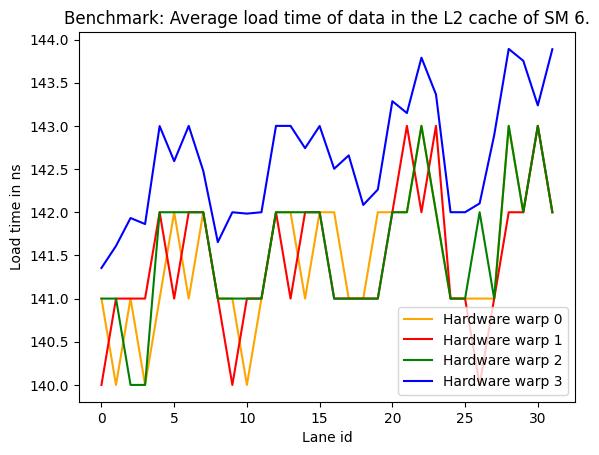 Benchmark: Average load time of data in the L2 cache of SM 6.
144.0
143.5
143.0
142.5
142.0
141.5
141.0
140.5
140.0
Load time in ns
0 5 10 15 20 25 30
Lane id
Hardware warp 0
Hardware warp 1
Hardware warp 2
Hardware warp 3